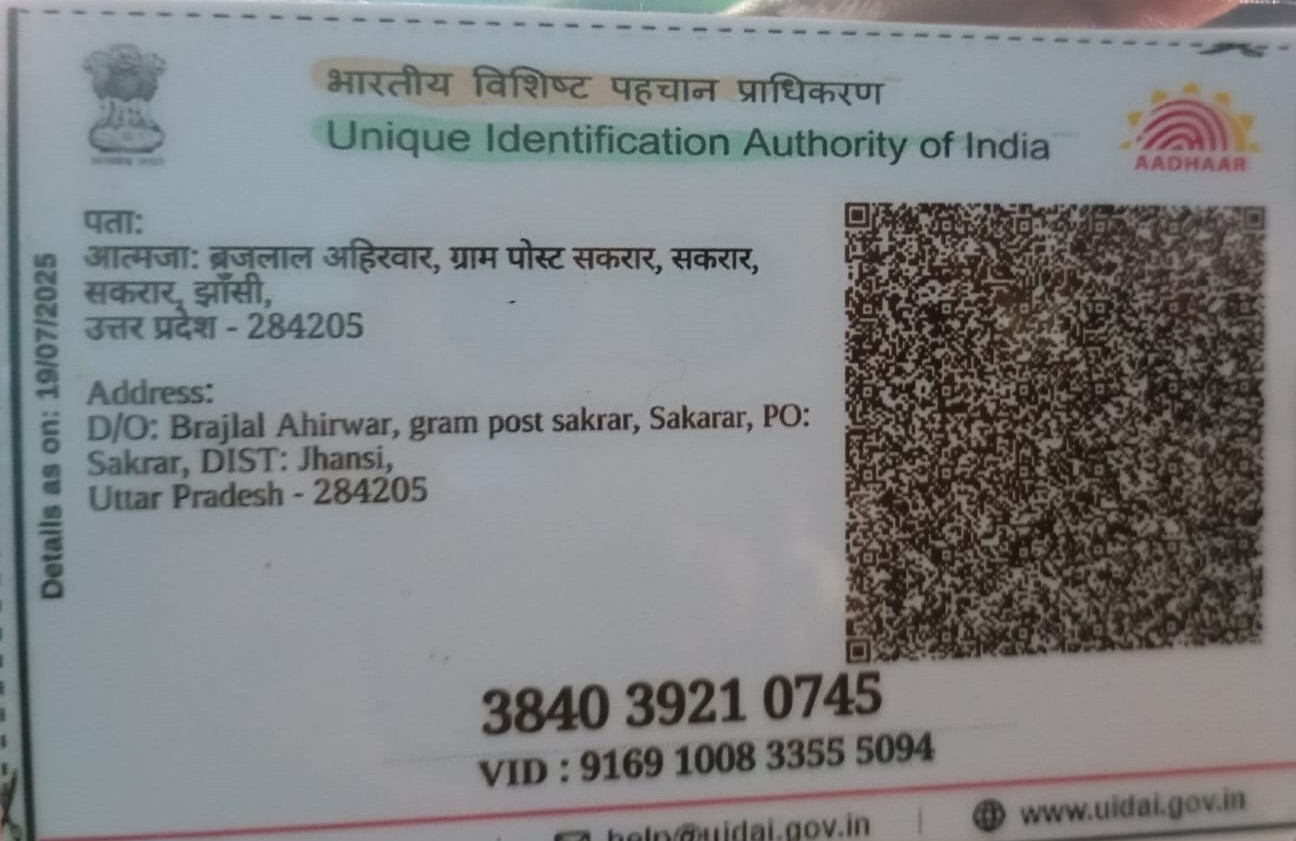 भारतीय विशिष्ट पहचान प्राधिकरण
Unique Identification Authority of India
AADHAAR
Details as on: 19/07/2025
पता:
आत्मजा: ब्रजलाल अहिरवार, ग्राम पोस्ट सकरार, सकरार,
सकरार, झाँसी,
उत्तर प्रदेश - 284205
Address:
D/O: Brajlal Ahirwar, gram post sakrar, Sakarar, PO:
Sakrar, DIST: Jhansi,
Uttar Pradesh - 284205
3840 3921 0745
VID : 9169 1008 3355 5094
help@uidai.gov.in | www.uidai.gov.in